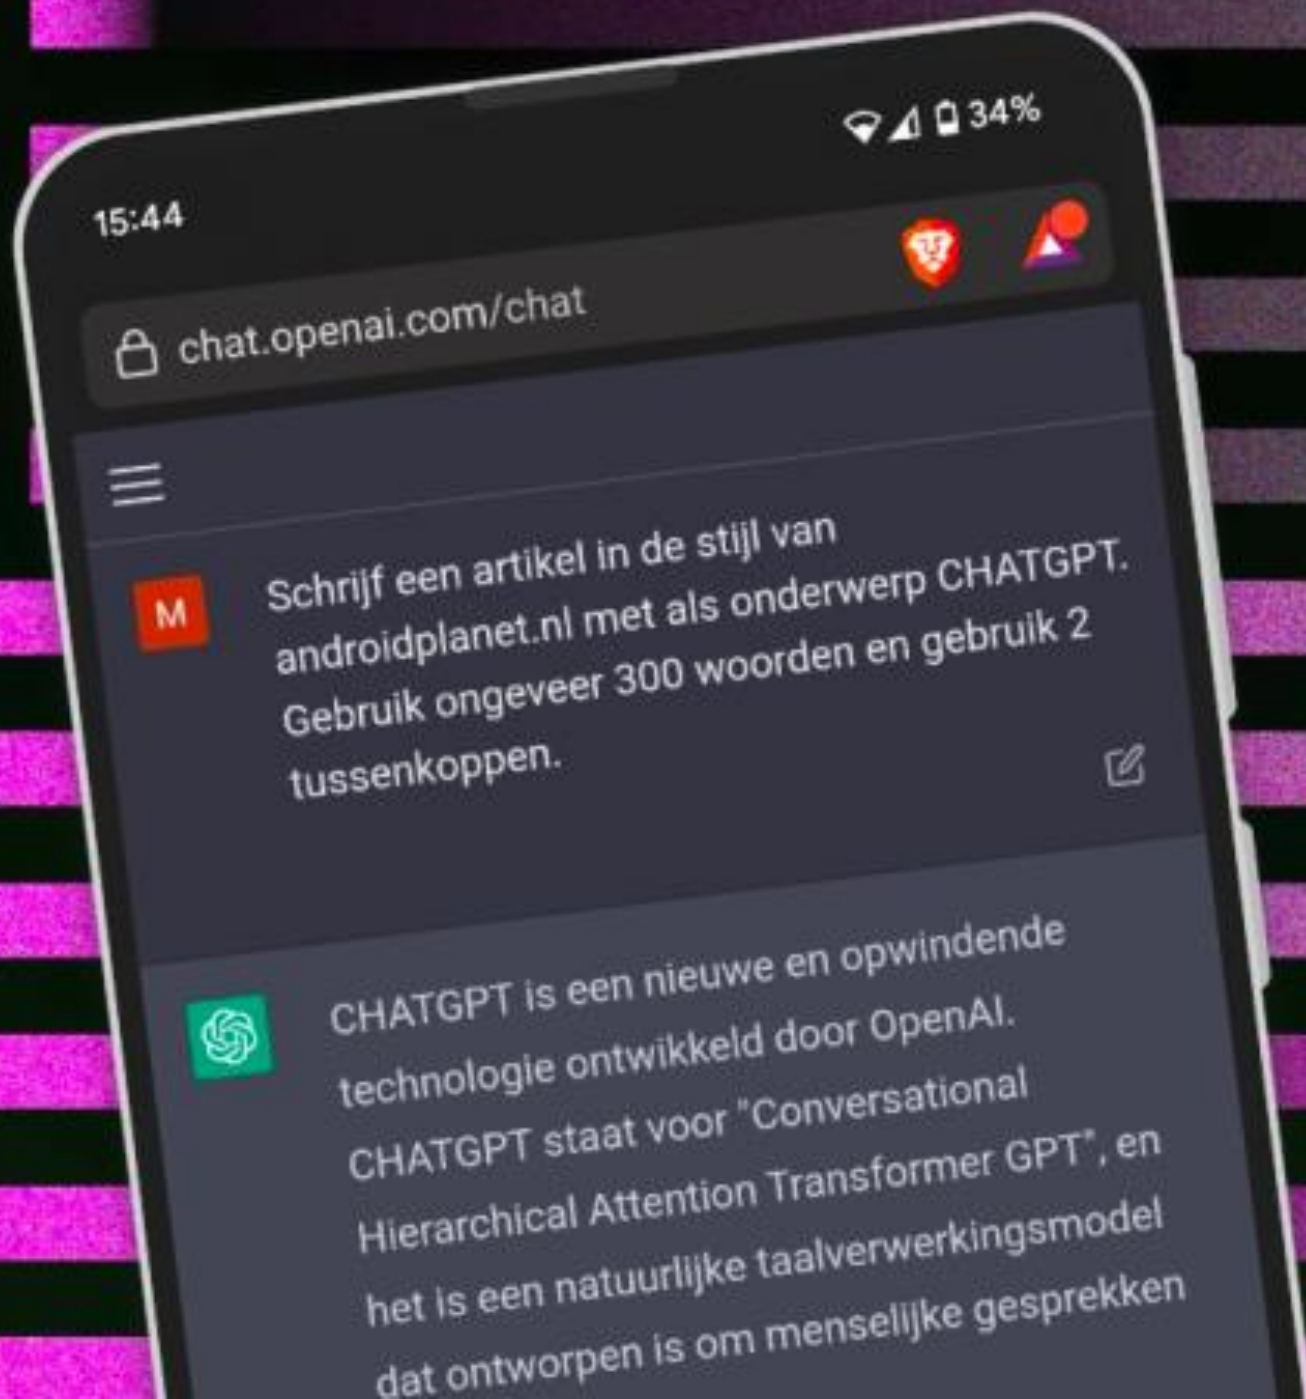 15:44
34%
chat.openai.com/chat
M
Schrijf een artikel in de stijl van
androidplanet.nl met als onderwerp CHATGPT.
Gebruik ongeveer 300 woorden en gebruik 2
tussenkoppen.
CHATGPT is een nieuwe en opwindende
technologie ontwikkeld door OpenAI.
CHATGPT staat voor "Conversational
Hierarchical Attention Transformer GPT", en
het is een natuurlijke taalverwerkingsmodel
dat ontworpen is om menselijke gesprekken